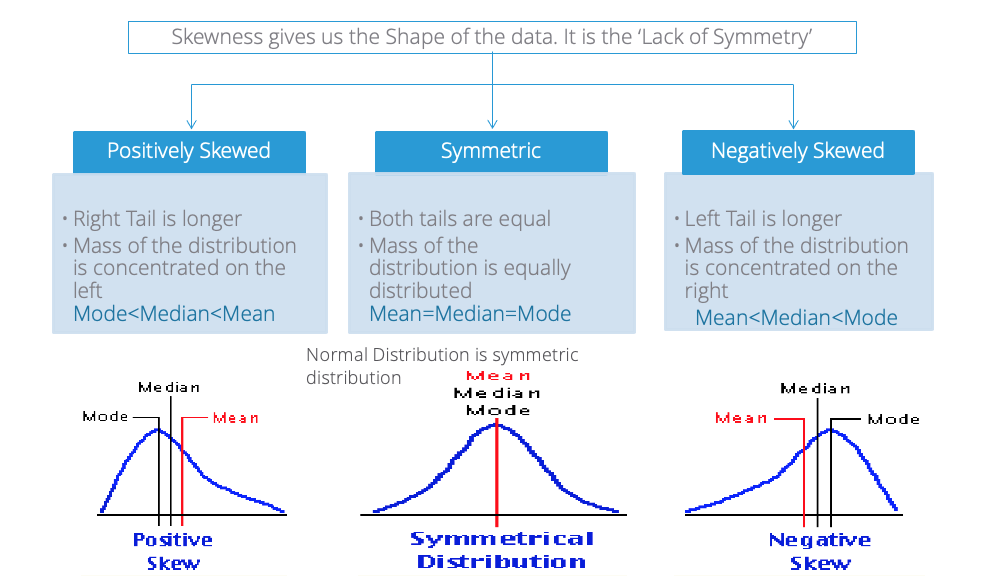 Skewness gives us the Shape of the data. It is the ‘Lack of Symmetry’
Positively Skewed
• Right Tail is longer
• Mass of the distribution
is concentrated on the
left
Mode<Median<Mean
Symmetric
• Both tails are equal
• Mass of the
distribution is equally
distributed
Mean=Median=Mode
Negatively Skewed
• Left Tail is longer
• Mass of the distribution
is concentrated on the
right
Mean<Median<Mode
Normal Distribution is symmetric
distribution
Median
Mode
Mean
Positive
Skew
Mean
Median
Mode
Symmetrical
Distribution
Median
Mean
Mode
Negative
Skew